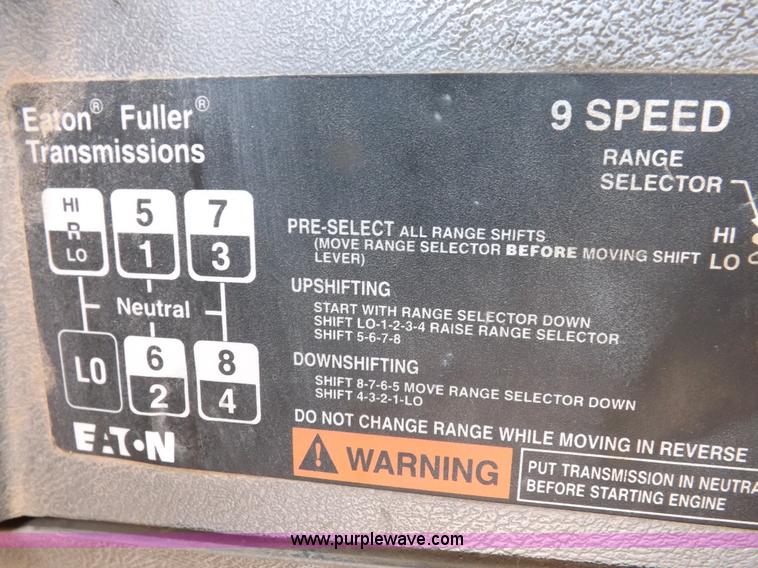 Eaton® Fuller®
Transmissions
9 SPEED
RANGE
SELECTOR
HI
LO
HI
R
LO
5
1
7
3
Neutral
LO
6
2
8
4
EATON
PRE-SELECT ALL RANGE SHIFTS
(MOVE RANGE SELECTOR BEFORE MOVING SHIFT
LEVER)
UPSHIFTING
START WITH RANGE SELECTOR DOWN
SHIFT LO-1-2-3-4 RAISE RANGE SELECTOR
SHIFT 5-6-7-8
DOWNSHIFTING
SHIFT 8-7-6-5 MOVE RANGE SELECTOR DOWN
SHIFT 4-3-2-1-LO
DO NOT CHANGE RANGE WHILE MOVING IN REVERSE
WARNING
PUT TRANSMISSION IN NEUTRA
BEFORE STARTING ENGINE
www.purplewave.com